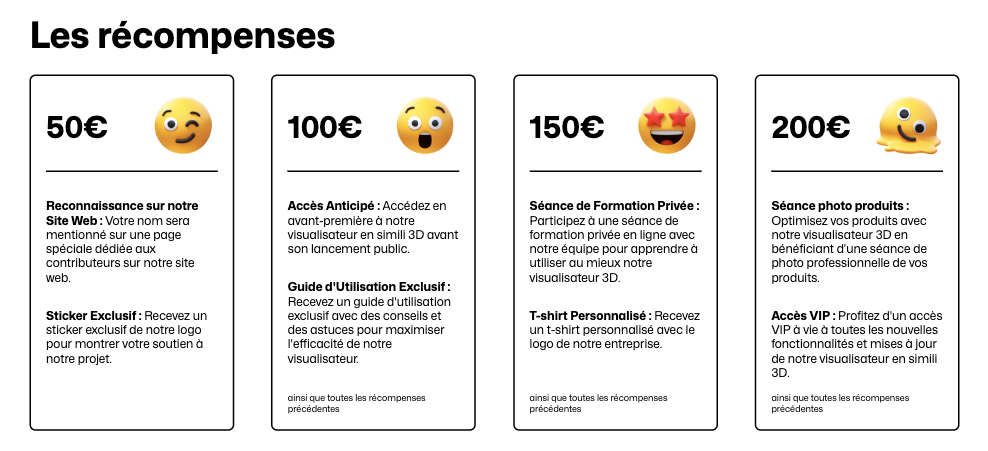 Les récompenses
50€
Reconnaissance sur notre
Site Web : Votre nom sera
mentionné sur une page
spéciale dédiée aux
contributeurs sur notre site
web.
Sticker Exclusif : Recevez un
sticker exclusif de notre logo
pour montrer votre soutien à
notre projet.
100€
Accès Anticipé : Accédez en
avant-première à notre
visualisateur en simili 3D avant
son lancement public.
Guide d'Utilisation Exclusif :
Recevez un guide d'utilisation
exclusif avec des conseils et
des astuces pour maximiser
l'efficacité de notre
visualisateur.
ainsi que toutes les récompenses
précédentes
150€
Séance de Formation Privée :
Participez à une séance de
formation privée en ligne avec
notre équipe pour apprendre à
utiliser au mieux notre
visualisateur 3D.
T-shirt Personnalisé : Recevez
un t-shirt personnalisé avec le
logo de notre entreprise.
ainsi que toutes les récompenses
précédentes
200€
Séance photo produits :
Optimisez vos produits avec
notre visualiseur 3D en
bénéficiant d'une séance de
photo professionnelle de vos
produits.
Accès VIP : Profitez d'un accès
VIP à vie à toutes les nouvelles
fonctionnalités et mises à jour
de notre visualisateur en simili
3D.
ainsi que toutes les récompenses
précédentes